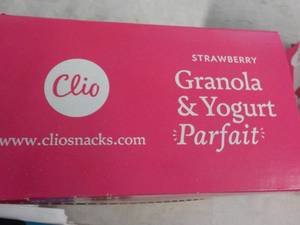 Clio
www.cliosnacks.com
STRAWBERRY
Granola
& Yogurt
Parfait